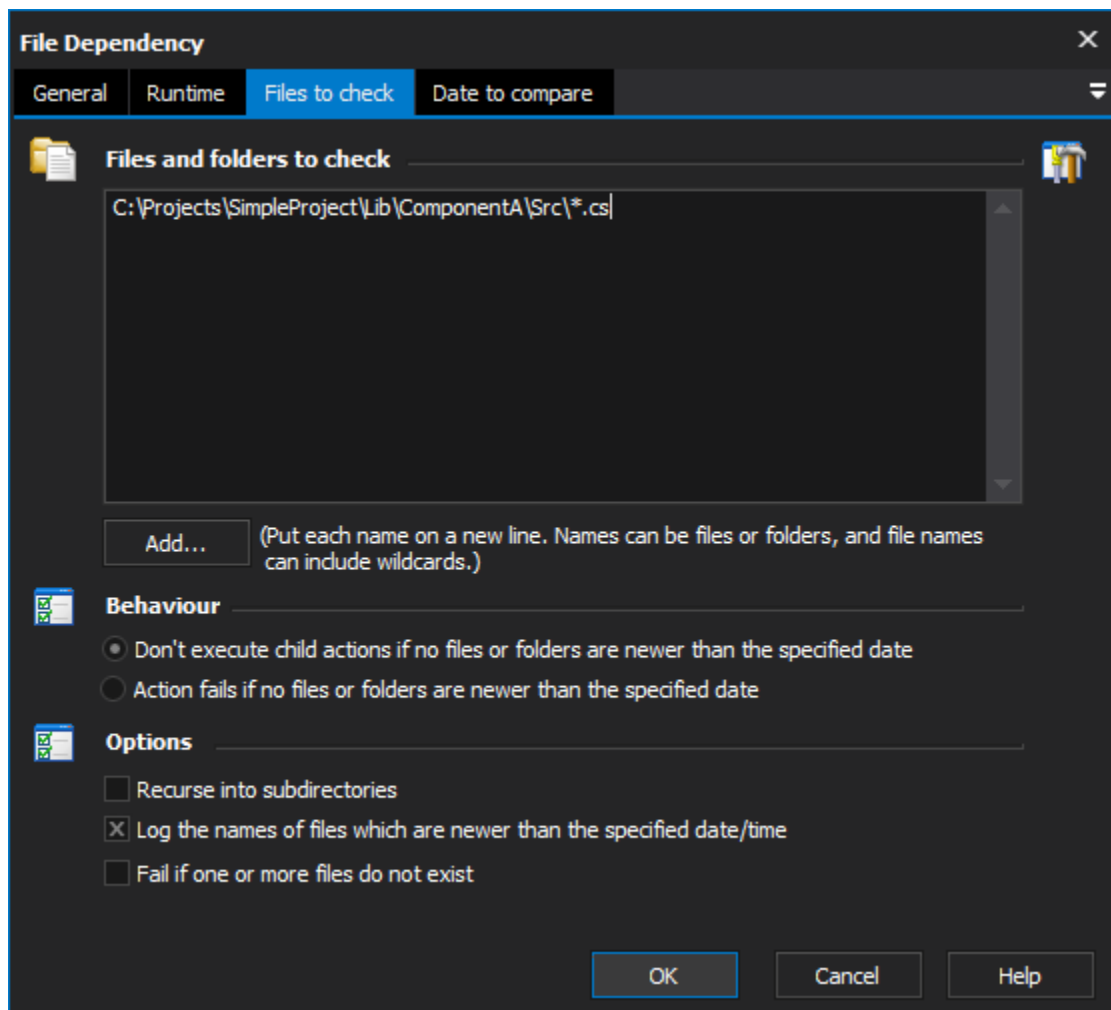 File Dependency
General Runtime Files to check Date to compare
Files and folders to check
C:\Projects\SimpleProject\Lib\ComponentA\Src\*.cs
Add... (Put each name on a new line. Names can be files or folders, and file names
can include wildcards.)
Behaviour
Don't execute child actions if no files or folders are newer than the specified date
Action fails if no files or folders are newer than the specified date
Options
Recurse into subdirectories
Log the names of files which are newer than the specified date/time
Fail if one or more files do not exist
OK Cancel Help